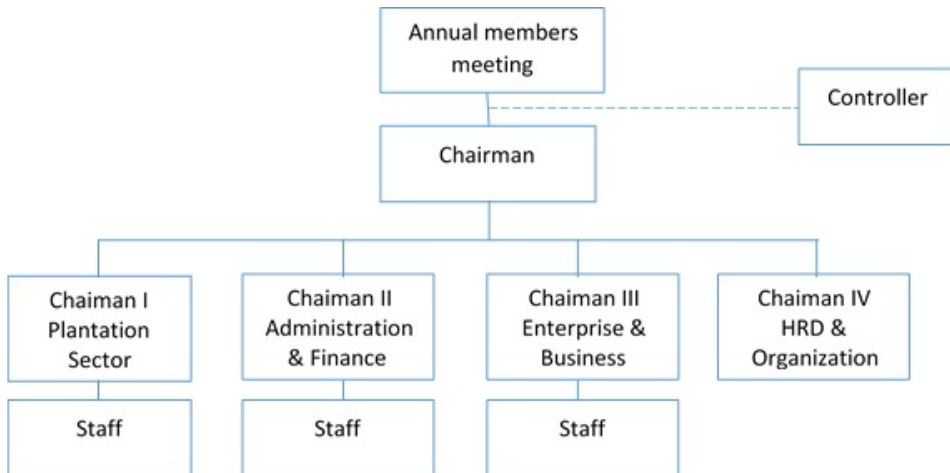 Annual members
meeting
Controller
Chairman
Chaiman I
Plantation
Sector
Chaiman II
Administration
& Finance
Chaiman III
Enterprise &
Business
Chaiman IV
HRD &
Organization
Staff
Staff
Staff